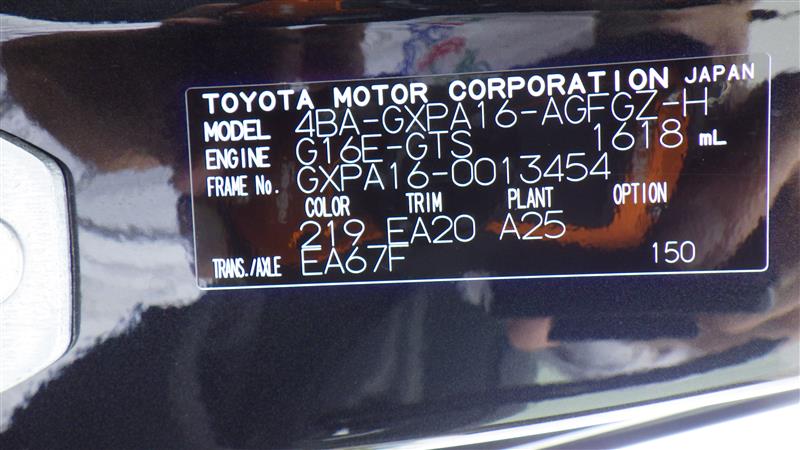 TOYOTA MOTOR CORPORATION JAPAN
MODEL 4BA-GXPA16-AGFGZ-H
ENGINE G16E-GTS 1618 mL
FRAME No. GXPA16-0013454
COLOR TRIM PLANT OPTION
219 EA20 A25
TRANS./AXLE EA67F 150